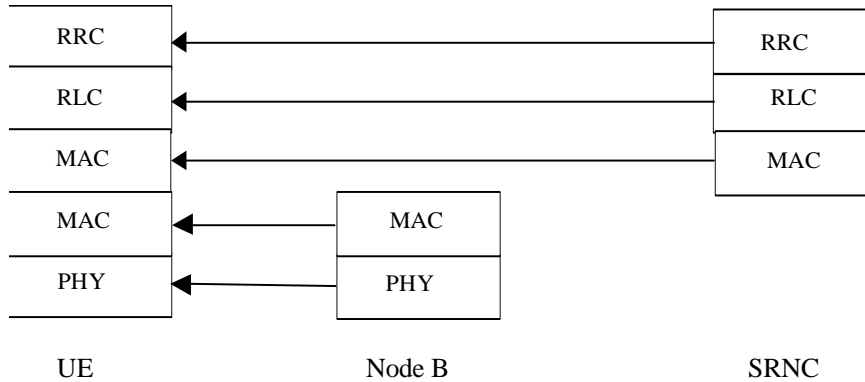 RRC RRC
RLC RLC
MAC MAC
MAC MAC
PHY PHY
UE Node B SRNC